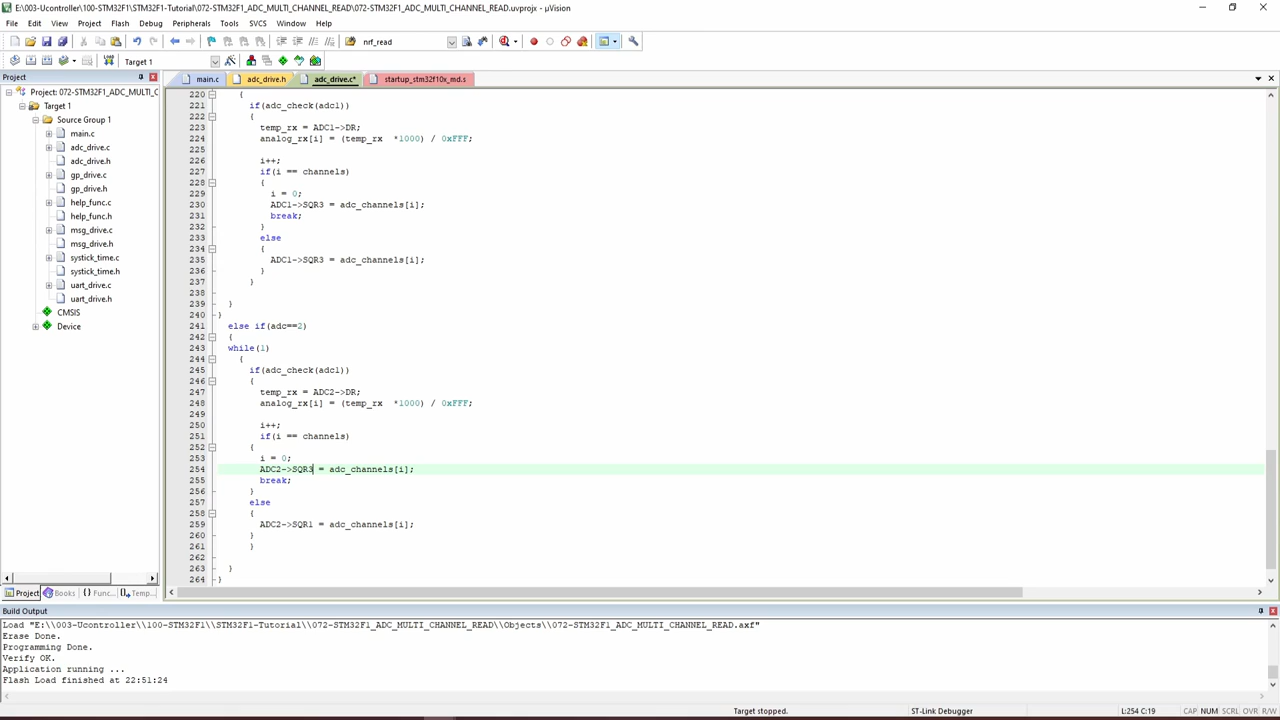 E:\003-Ucontroller\100-STM32F1\STM32F1-Tutorial\072-STM32F1_ADC_MULTI_CHANNEL_READ\072-STM32F1_ADC_MULTI_CHANNEL_READ.uvprojx - µVision
File Edit View Project Flash Debug Peripherals Tools SVCS Window Help
nrf_read
Target 1
Project
main.c adc_drive.h adc_drive.c* startup_stm32f10x_md.s
Project: 072-STM32F1_ADC_MULTI_C
Target 1
Source Group 1
main.c
adc_drive.c
adc_drive.h
gp_drive.c
gp_drive.h
help_func.c
help_func.h
msg_drive.c
msg_drive.h
systick_time.c
systick_time.h
uart_drive.c
uart_drive.h
CMSIS
Device
Project Books Func... Temp...
220 {
221 if(adc_check(adc1))
222 {
223 temp_rx = ADC1->DR;
224 analog_rx[i] = (temp_rx *1000) / 0xFFF;
225
226 i++;
227 if(i == channels)
228 {
229 i = 0;
230 ADC1->SQR3 = adc_channels[i];
231 break;
232 }
233 else
234 {
235 ADC1->SQR3 = adc_channels[i];
236 }
237 }
238
239 }
240 }
241 else if(adc==2)
242 {
243 while(1)
244 {
245 if(adc_check(adc1))
246 {
247 temp_rx = ADC2->DR;
248 analog_rx[i] = (temp_rx *1000) / 0xFFF;
249
250 i++;
251 if(i == channels)
252 {
253 i = 0;
254 ADC2->SQR3 = adc_channels[i];
255 break;
256 }
257 else
258 {
259 ADC2->SQR1 = adc_channels[i];
260 }
261 }
262
263 }
264 }
Build Output
Load "E:\\003-Ucontroller\\100-STM32F1\\STM32F1-Tutorial\\072-STM32F1_ADC_MULTI_CHANNEL_READ\\Objects\\072-STM32F1_ADC_MULTI_CHANNEL_READ.axf"
Erase Done.
Programming Done.
Verify OK.
Application running ...
Flash Load finished at 22:51:24
Target stopped. ST-Link Debugger L:254 C:19 CAP NUM SCRL OVR R/W